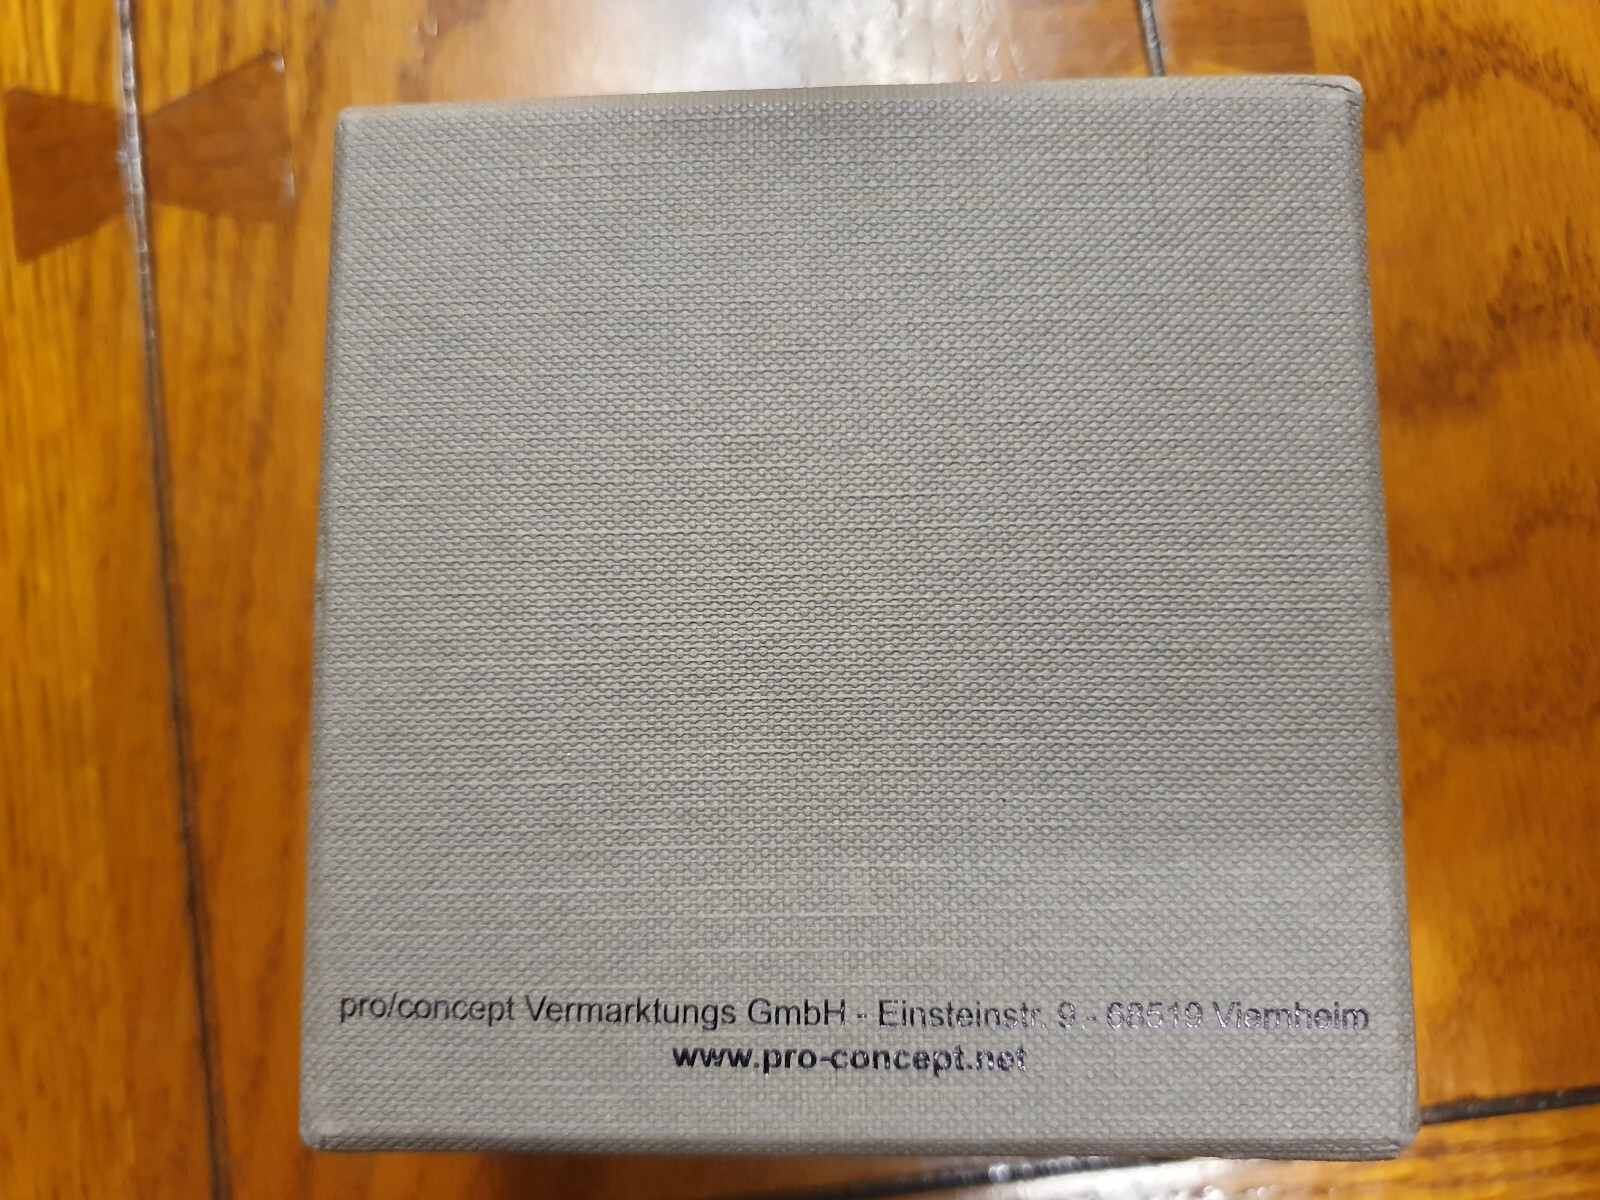 pro/concept Vermarktungs GmbH - Einsteinstr. 9 - 68519 Viernheim
www.pro-concept.net